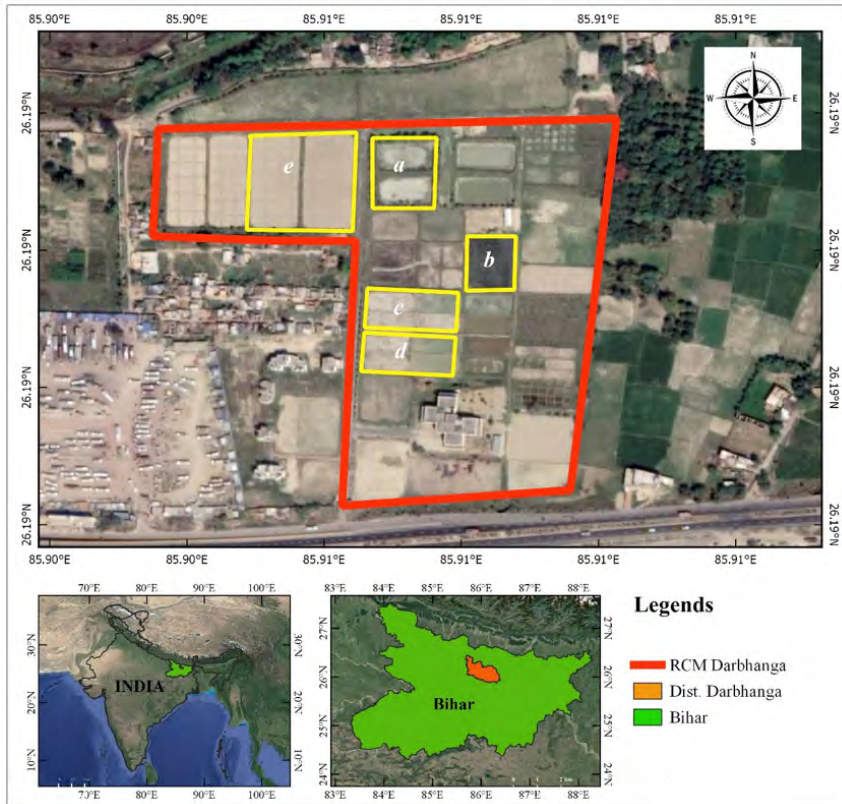 85.90°E 85.90°E 85.91°E 85.91°E 85.91°E 85.91°E
N
W E
S
26.19°N 26.19°N
e a
26.19°N b 26.19°N
c
d
26.19°N 26.19°N
26.19°N 26.19°N
85.90°E 85.90°E 85.91°E 85.91°E 85.91°E 85.91°E
70°E 80°E 90°E 100°E
83°E 84°E 85°E 86°E 87°E 88°E
Legends
30°N 30°N
27°N 27°N
RCM Darbhanga
INDIA
26°N 26°N
Dist. Darbhanga
20°N 20°N
Bihar
25°N 25°N
Bihar
10°N 10°N
24°N 24°N
70°E 80°E 90°E 100°E
83°E 84°E 85°E 86°E 87°E 88°E